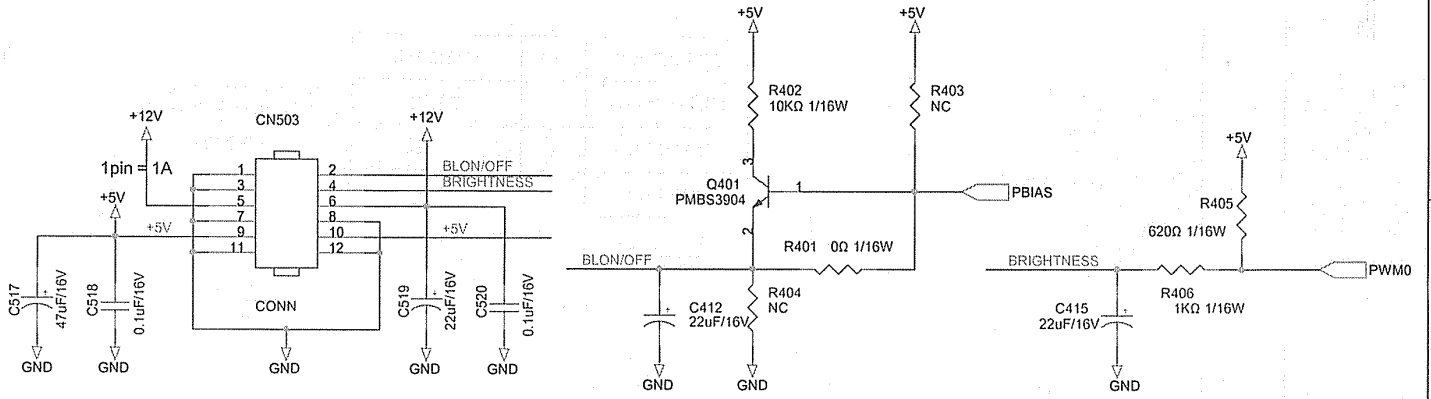 +12V
CN503
1pin = 1A
+5V
+5V
1
3
5
7
9
11
2
4
6
8
10
12
BLON/OFF
BRIGHTNESS
+12V
+5V
C517
47uF/16V
C518
0.1uF/16V
CONN
C519
22uF/16V
C520
0.1uF/16V
GND
GND
GND
GND
GND
+5V
+5V
R402
10KΩ 1/16W
R403
NC
3
Q401
PMBS3904
1
2
PBIAS
R401 0Ω 1/16W
BLON/OFF
C412
22uF/16V
R404
NC
GND
GND
+5V
R405
620Ω 1/16W
BRIGHTNESS
PWM0
R406
1KΩ 1/16W
C415
22uF/16V
GND